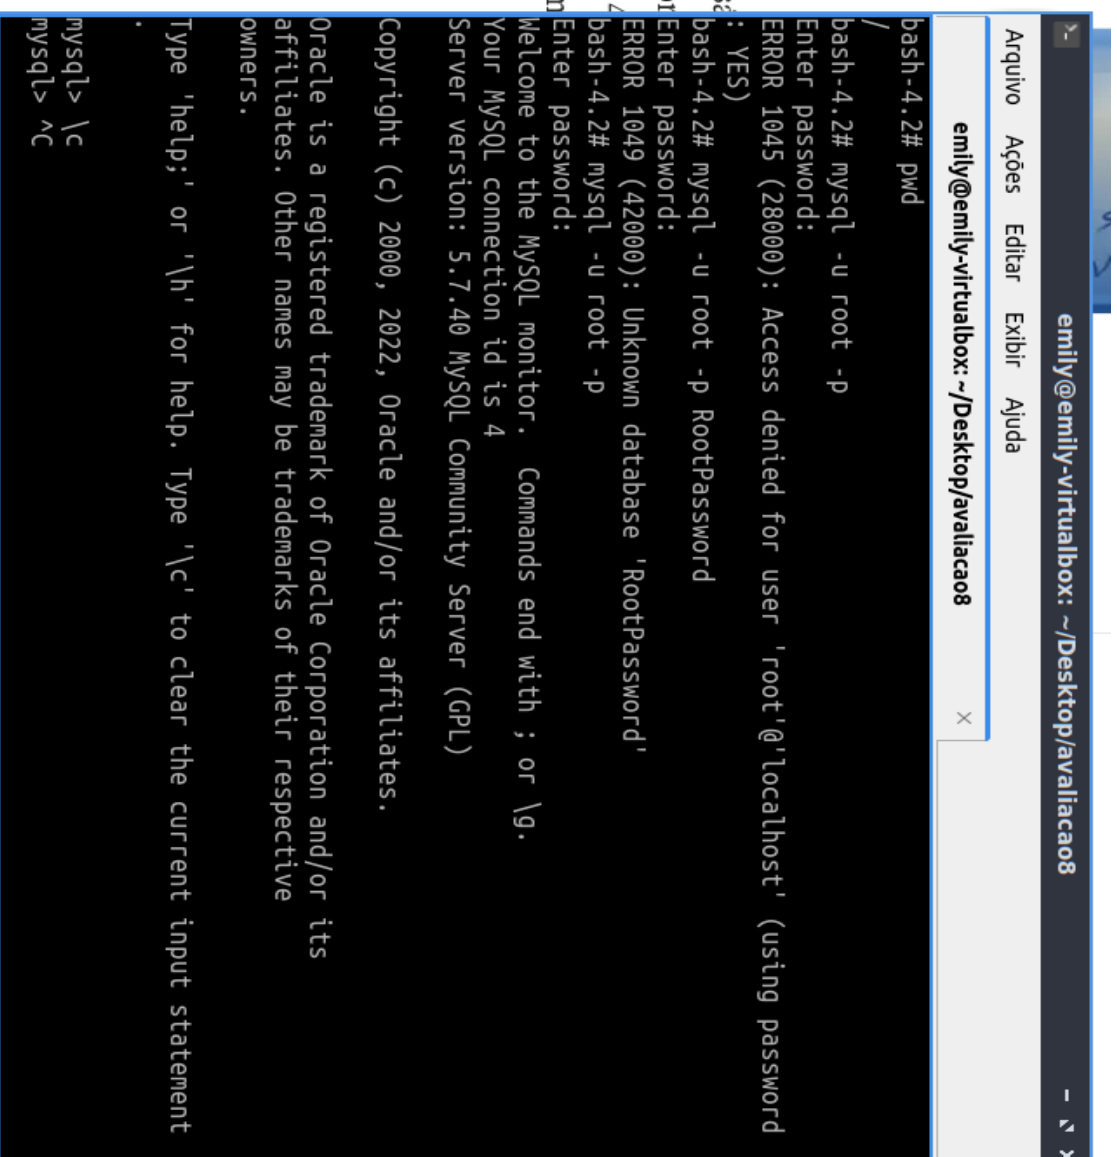 emily@emily-virtualbox: ~/Desktop/avaliacao8
Arquivo Ações Editar Exibir Ajuda
emily@emily-virtualbox: ~/Desktop/avaliacao8 X
bash-4.2# pwd
/
bash-4.2# mysql -u root -p
Enter password:
ERROR 1045 (28000): Access denied for user 'root'@'localhost' (using password
: YES)
bash-4.2# mysql -u root -p RootPassword
Enter password:
ERROR 1049 (42000): Unknown database 'RootPassword'
bash-4.2# mysql -u root -p
Enter password:
Welcome to the MySQL monitor.  Commands end with ; or \g.
Your MySQL connection id is 4
Server version: 5.7.40 MySQL Community Server (GPL)
Copyright (c) 2000, 2022, Oracle and/or its affiliates.
Oracle is a registered trademark of Oracle Corporation and/or its
affiliates. Other names may be trademarks of their respective
owners.
Type 'help;' or '\h' for help. Type '\c' to clear the current input statement
.
mysql> \c
mysql> ^C